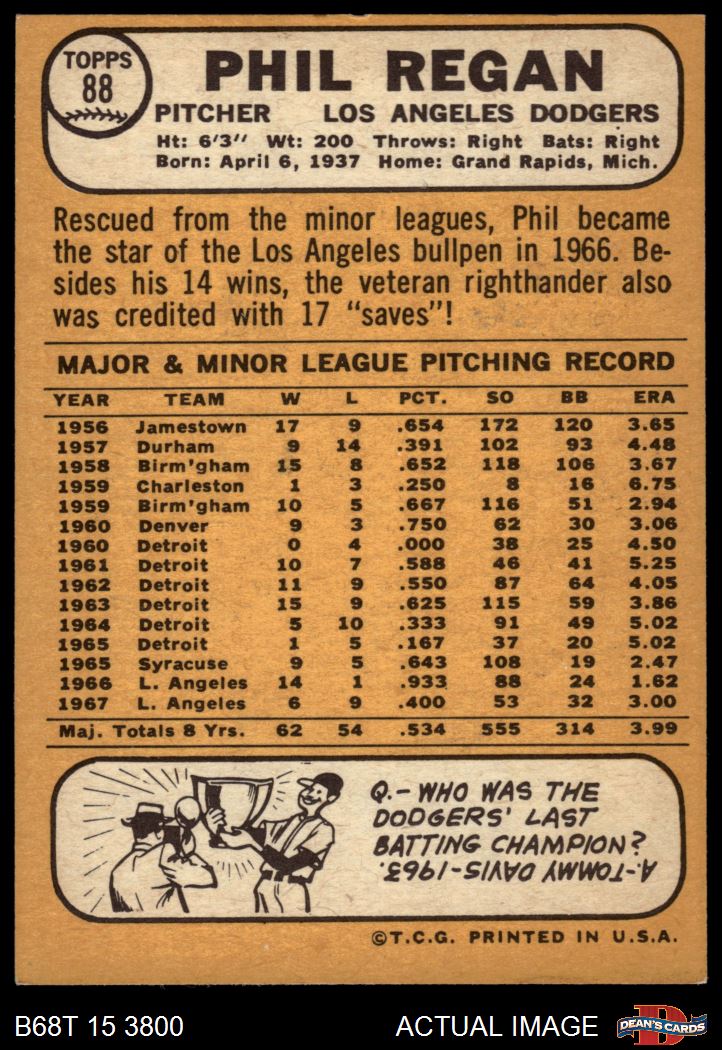 TOPPS
88
PHIL REGAN
PITCHER LOS ANGELES DODGERS
Ht: 6'3" Wt: 200 Throws: Right Bats: Right
Born: April 6, 1937 Home: Grand Rapids, Mich.
Rescued from the minor leagues, Phil became
the star of the Los Angeles bullpen in 1966. Be-
sides his 14 wins, the veteran righthander also
was credited with 17 "saves"!
MAJOR & MINOR LEAGUE PITCHING RECORD
YEAR TEAM W L PCT. SO BB ERA
1956 Jamestown 17 9 .654 172 120 3.65
1957 Durham 9 14 .391 102 93 4.48
1958 Birm'gham 15 8 .652 118 106 3.67
1959 Charleston 1 3 .250 8 16 6.75
1959 Birm'gham 10 5 .667 116 51 2.94
1960 Denver 9 3 .750 62 30 3.06
1960 Detroit 0 4 .000 38 25 4.50
1961 Detroit 10 7 .588 46 41 5.25
1962 Detroit 11 9 .550 87 64 4.05
1963 Detroit 15 9 .625 115 59 3.86
1964 Detroit 5 10 .333 91 49 5.02
1965 Detroit 1 5 .167 37 20 5.02
1965 Syracuse 9 5 .643 108 19 2.47
1966 L. Angeles 14 1 .933 88 24 1.62
1967 L. Angeles 6 9 .400 53 32 3.00
Maj. Totals 8 Yrs. 62 54 .534 555 314 3.99
Q.- WHO WAS THE
DODGERS' LAST
BATTING CHAMPION?
A-TOMMY DAVIS-1963.
©T.C.G. PRINTED IN U.S.A.
B68T 15 3800 ACTUAL IMAGE
D
DEAN'S CARDS